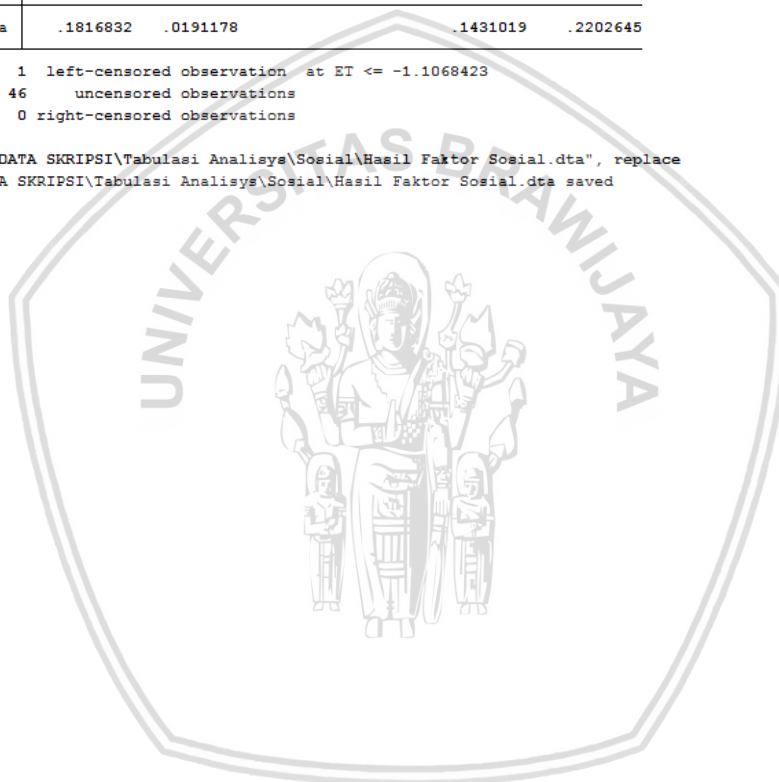 a .1816832 .0191178 .1431019 .2202645
1 left-censored observation at ET <= -1.1068423
46 uncensored observations
0 right-censored observations
DATA SKRIPSI\Tabulasi Analisys\Sosial\Hasil Faktor Sosial.dta", replace
A SKRIPSI\Tabulasi Analisys\Sosial\Hasil Faktor Sosial.dta saved
UNIVERSITAS BRAWIJAYA